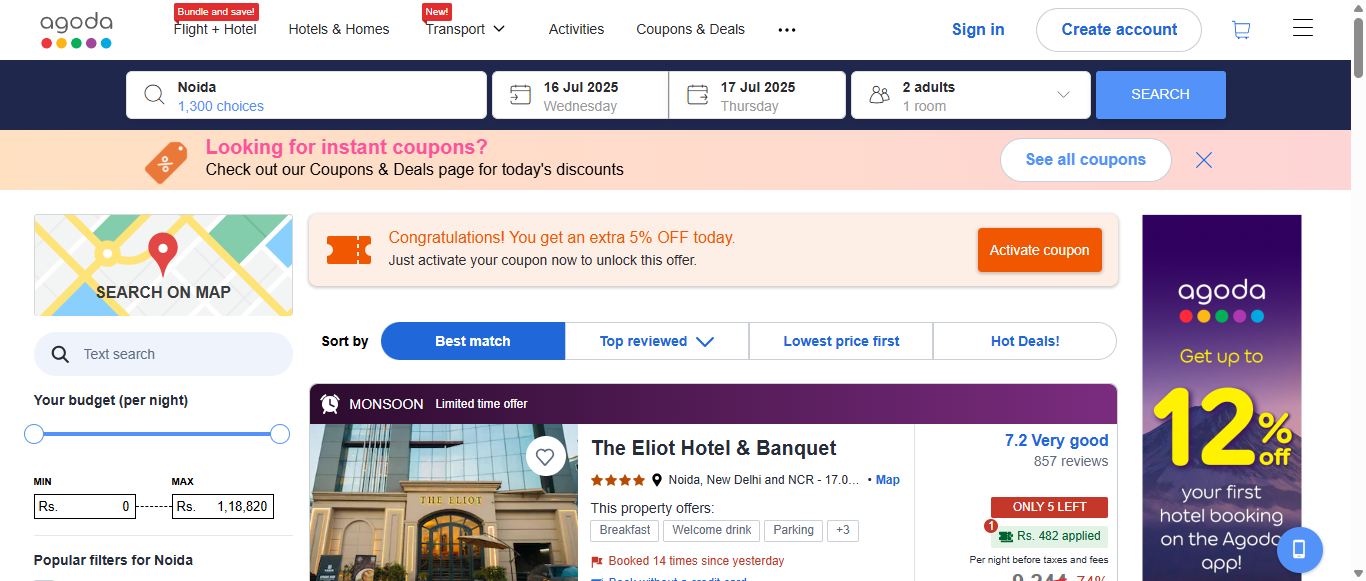 agoda
Bundle and save!
Flight + Hotel
Hotels & Homes
New!
Transport
Activities
Coupons & Deals
Sign in
Create account
Noida
1,300 choices
16 Jul 2025
Wednesday
17 Jul 2025
Thursday
2 adults
1 room
SEARCH
Looking for instant coupons?
Check out our Coupons & Deals page for today's discounts
See all coupons
SEARCH ON MAP
Text search
Your budget (per night)
MIN
MAX
Rs. 0
Rs. 1,18,820
Popular filters for Noida
Congratulations! You get an extra 5% OFF today.
Just activate your coupon now to unlock this offer.
Activate coupon
Sort by
Best match
Top reviewed
Lowest price first
Hot Deals!
MONSOON Limited time offer
THE ELIOT
The Eliot Hotel & Banquet
Noida, New Delhi and NCR - 17.0... • Map
This property offers:
Breakfast
Welcome drink
Parking
+3
Booked 14 times since yesterday
Book without a credit card
7.2 Very good
857 reviews
ONLY 5 LEFT
1
Rs. 482 applied
Per night before taxes and fees
agoda
Get up to
12% off
your first
hotel booking
on the Agoda
app!